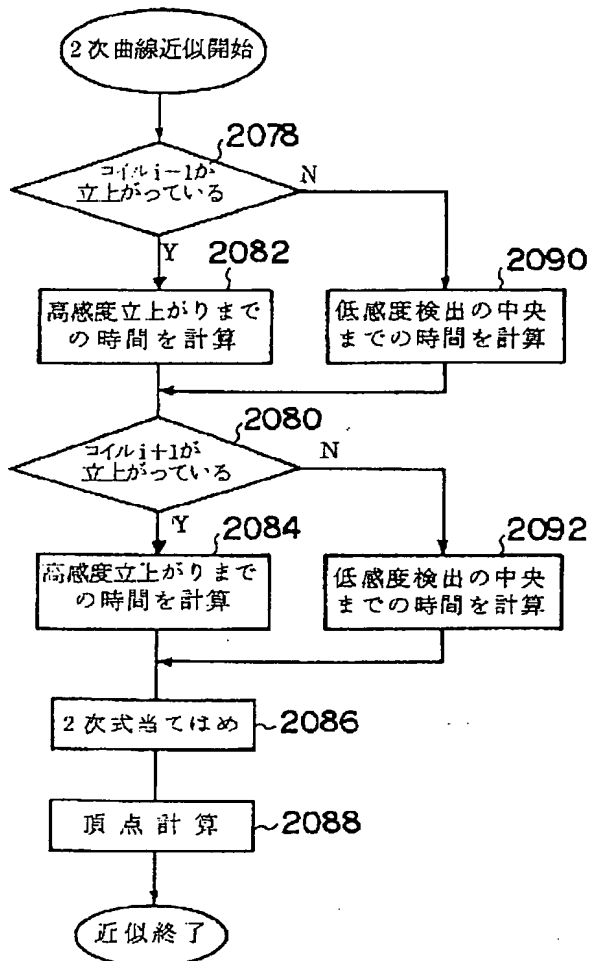 2次曲線近似開始
2078
コイルi-1が
立上がっている
N
Y
2082
高感度立上がりまで
の時間を計算
2090
低感度検出の中央
までの時間を計算
2080
コイルi+1が
立上がっている
N
Y
2084
高感度立上がりまで
の時間を計算
2092
低感度検出の中央
までの時間を計算
2次式当てはめ
2086
頂点計算
2088
近似終了